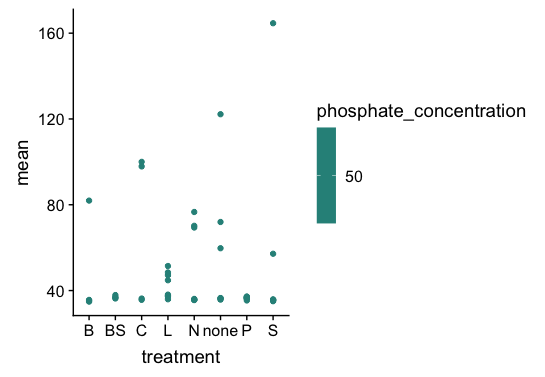 160
120
80
40
mean
B BS C L N none P S
treatment
phosphate_concentration
50